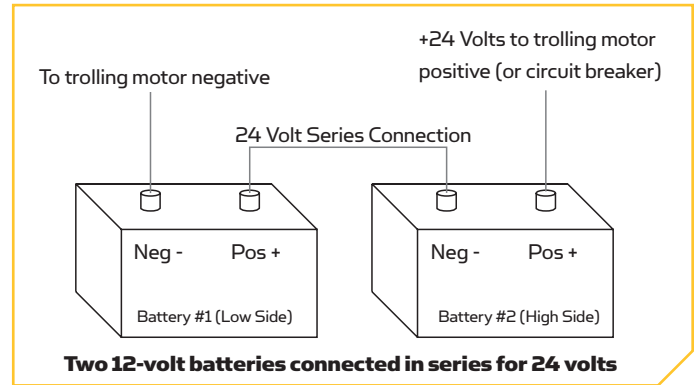 +24 Volts to trolling motor
positive (or circuit breaker)
To trolling motor negative
24 Volt Series Connection
Neg - Pos +
Neg - Pos +
Battery #1 (Low Side)
Battery #2 (High Side)
Two 12-volt batteries connected in series for 24 volts